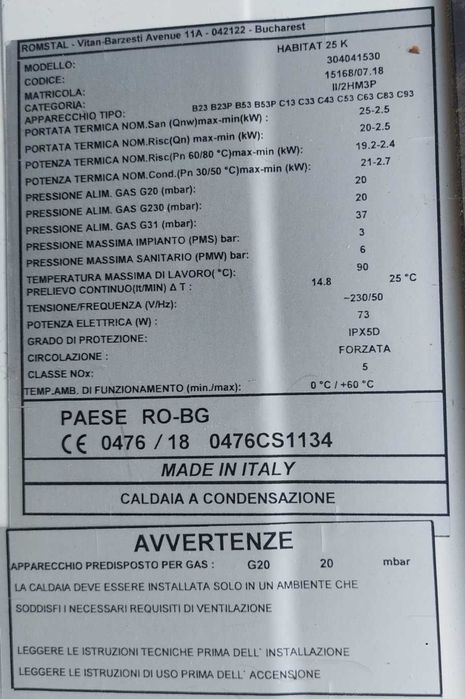 ROMSTAL - Vitan-Barzesti Avenue 11A - 042122 - Bucharest
MODELLO: HABITAT 25 K
CODICE: 304041530
MATRICOLA: 15168/07.18
CATEGORIA: II/2HM3P
APPARECCHIO TIPO: B23 B23P B53 B53P C13 C33 C43 C53 C63 C83 C93
PORTATA TERMICA NOM.San (Qnw)max-min(kW) : 25-2.5
PORTATA TERMICA NOM.Risc(Qn) max-min (kW) : 20-2.5
POTENZA TERMICA NOM.Risc(Pn 60/80 °C)max-min (kW): 19.2-2.4
POTENZA TERMICA NOM.Cond.(Pn 30/50 °C)max-min (kW): 21-2.7
PRESSIONE ALIM. GAS G20 (mbar): 20
PRESSIONE ALIM. GAS G230 (mbar): 20
PRESSIONE ALIM. GAS G31 (mbar): 37
PRESSIONE MASSIMA IMPIANTO (PMS) bar: 3
PRESSIONE MASSIMA SANITARIO (PMW) bar: 6
TEMPERATURA MASSIMA DI LAVORO( °C): 90
PRELIEVO CONTINUO(lt/MIN) Δ T : 14.8 25 °C
TENSIONE/FREQUENZA (V/Hz): ~230/50
POTENZA ELETTRICA (W) : 73
GRADO DI PROTEZIONE: IPX5D
CIRCOLAZIONE : FORZATA
CLASSE NOx: 5
TEMP.AMB. DI FUNZIONAMENTO (min./max): 0 °C / +60 °C
PAESE RO-BG
CE 0476 / 18 0476CS1134
MADE IN ITALY
CALDAIA A CONDENSAZIONE
AVVERTENZE
APPARECCHIO PREDISPOSTO PER GAS : G20 20 mbar
LA CALDAIA DEVE ESSERE INSTALLATA SOLO IN UN AMBIENTE CHE
SODDISFI I NECESSARI REQUISITI DI VENTILAZIONE
LEGGERE LE ISTRUZIONI TECNICHE PRIMA DELL' INSTALLAZIONE
LEGGERE LE ISTRUZIONI DI USO PRIMA DELL' ACCENSIONE